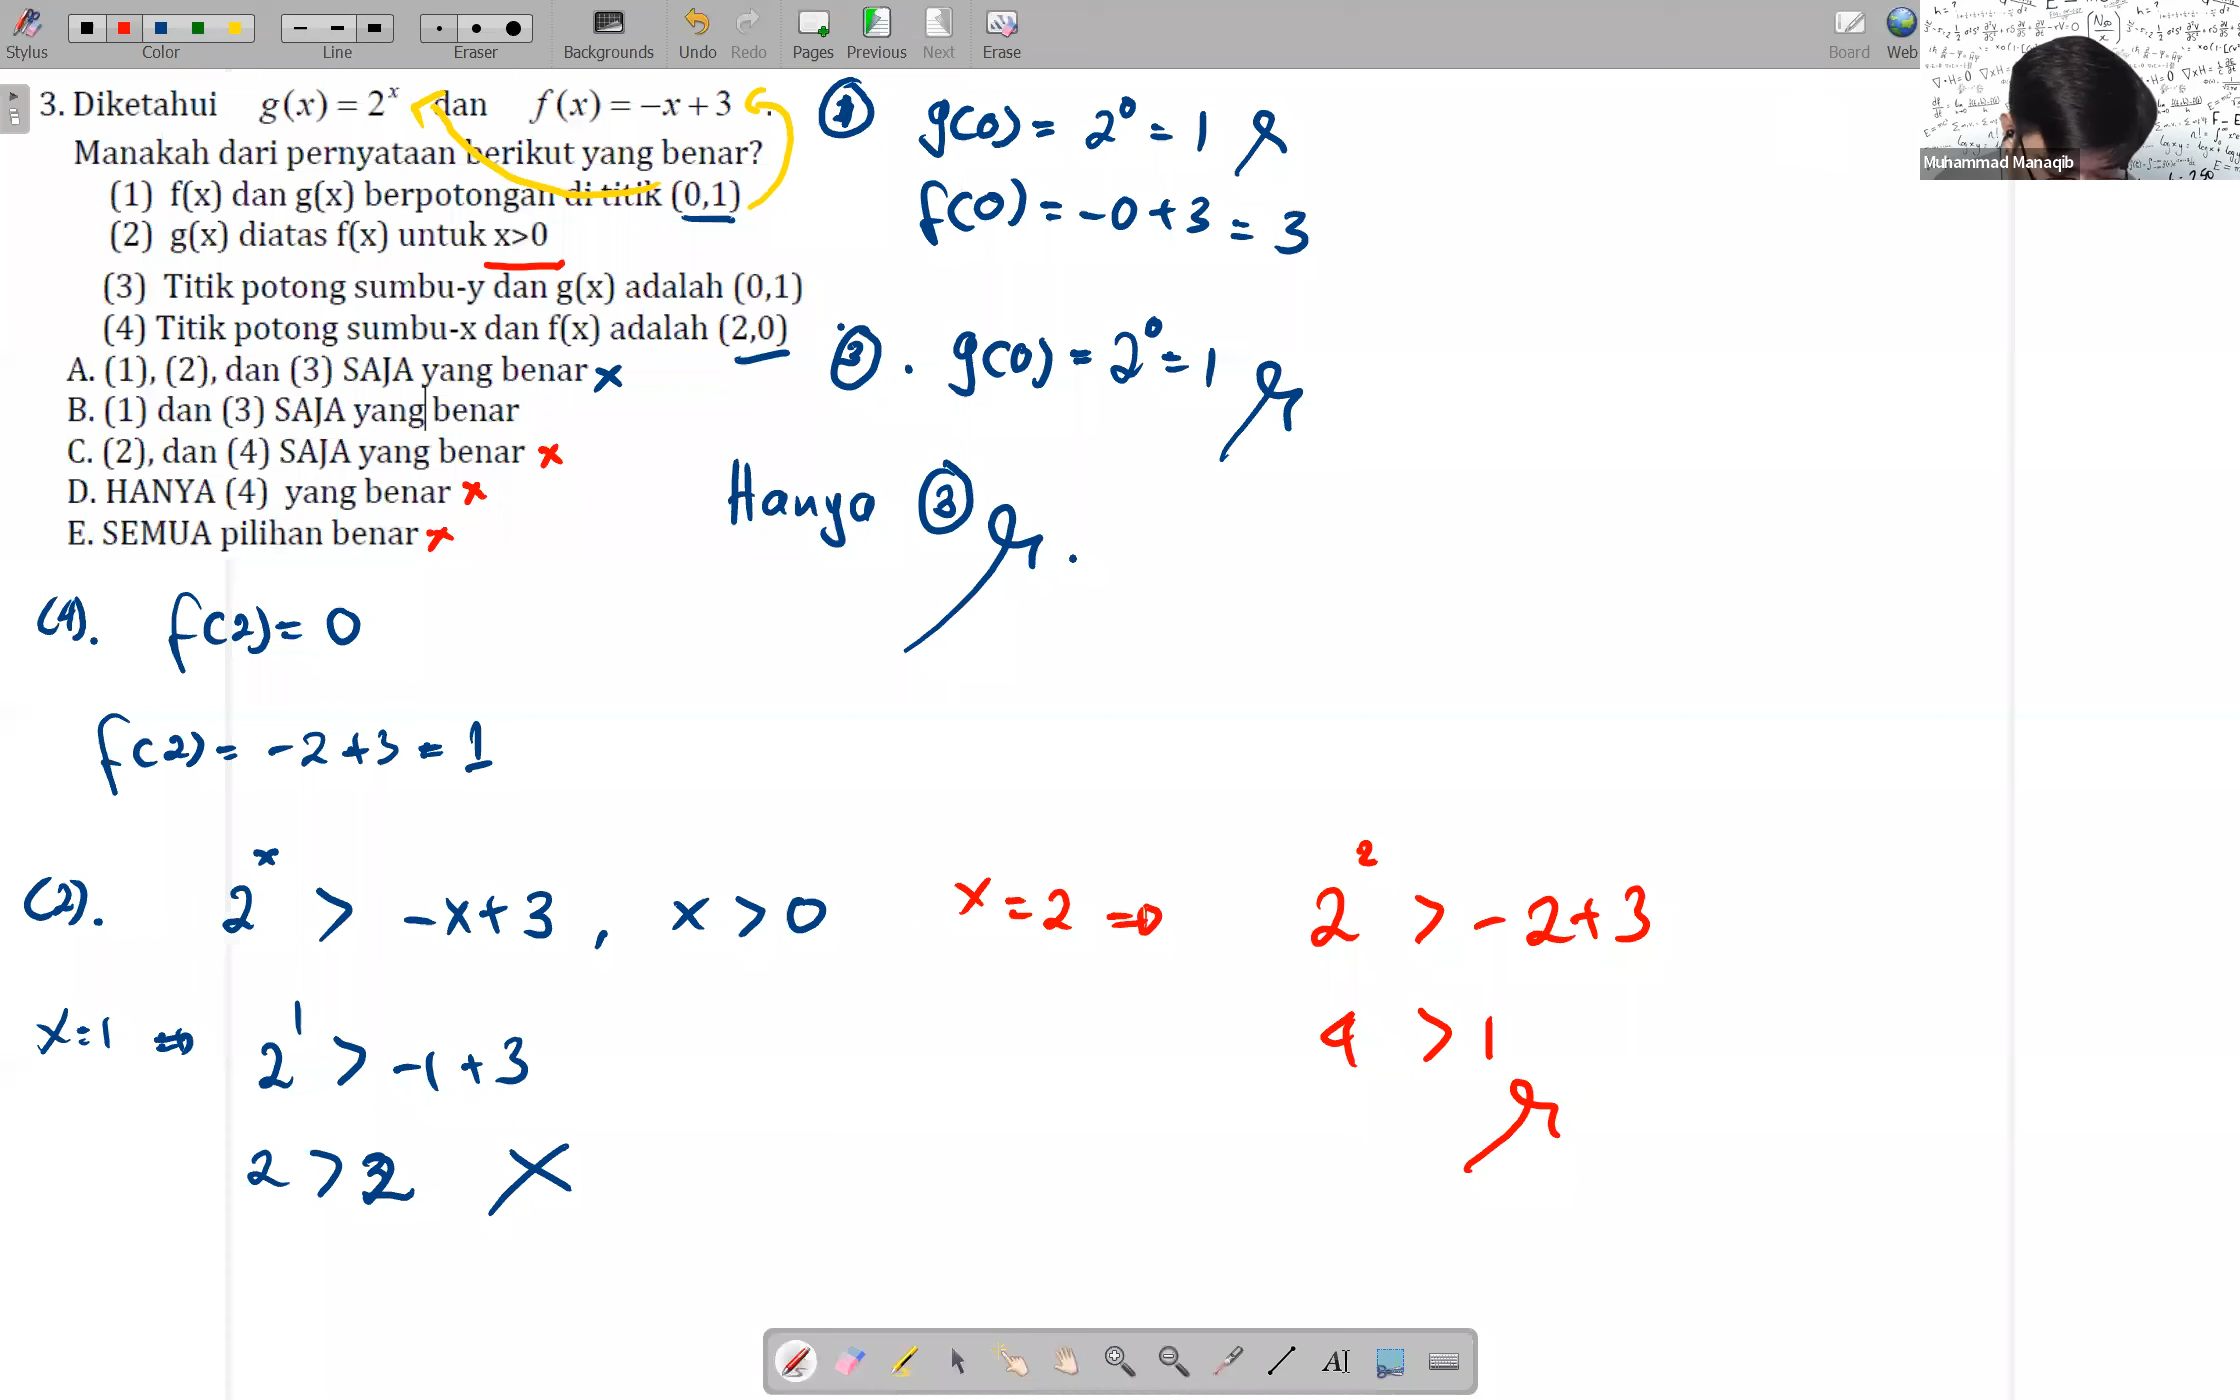 Stylus
Color
Line
Eraser
Backgrounds
Undo
Redo
Pages
Previous
Next
Erase
Board
Web
Muhammad Manaqib
3. Diketahui g(x) = 2^x dan f(x) = −x + 3 .
Manakah dari pernyataan berikut yang benar?
(1) f(x) dan g(x) berpotongan di titik (0,1)
(2) g(x) diatas f(x) untuk x>0
(3) Titik potong sumbu-y dan g(x) adalah (0,1)
(4) Titik potong sumbu-x dan f(x) adalah (2,0)
A. (1), (2), dan (3) SAJA yang benar x
B. (1) dan (3) SAJA yang benar
C. (2), dan (4) SAJA yang benar x
D. HANYA (4) yang benar x
E. SEMUA pilihan benar x
① g(0) = 2^0 = 1
f(0) = -0 + 3 = 3
③ . g(0) = 2^0 = 1
Hanya ③ .
(4). f(2) = 0
f(2) = -2 + 3 = 1
(2). 2^x > -x + 3 , x > 0
x = 1 ⇒ 2^1 > -1 + 3
2 > 2 X
x = 2 ⇒ 2^2 > -2 + 3
4 > 1